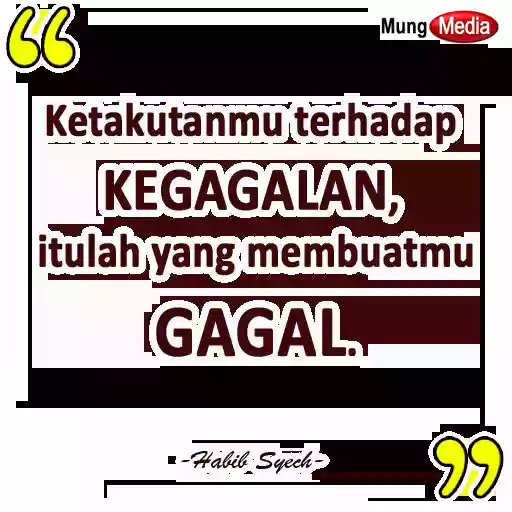 Mung Media
Ketakutanmu terhadap
KEGAGALAN,
itulah yang membuatmu
GAGAL.
-Habib Syech-